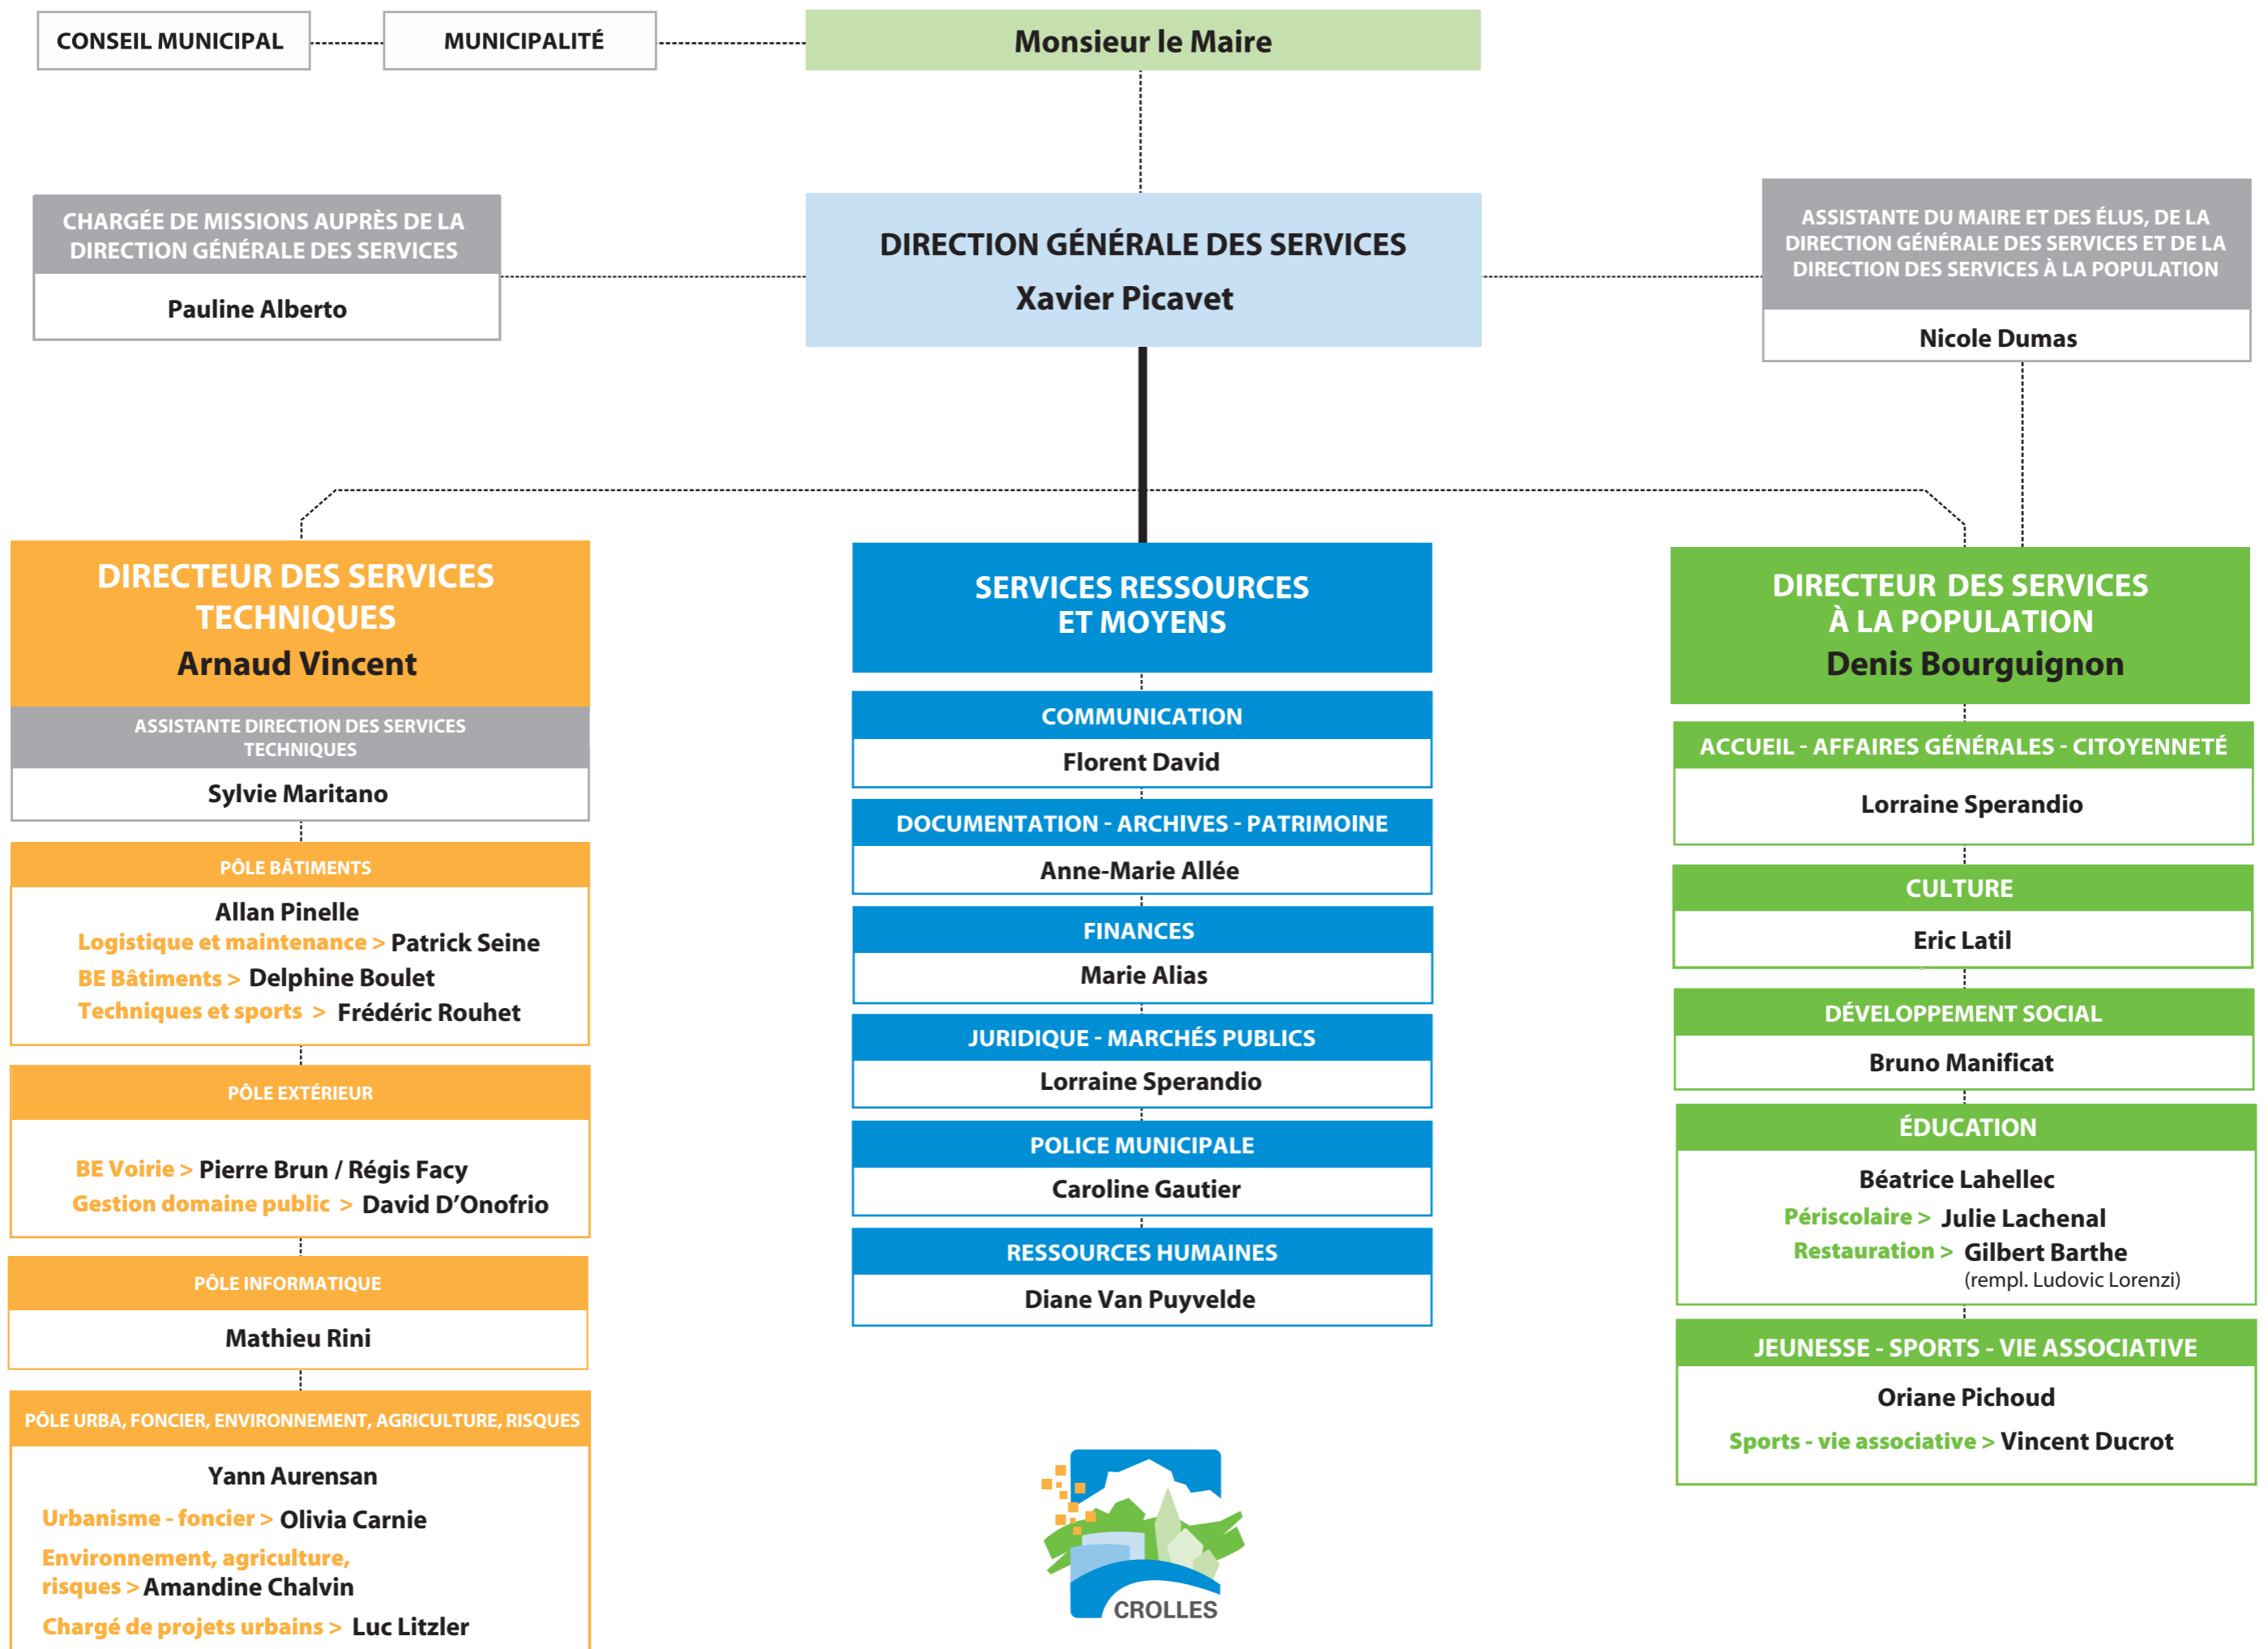 CONSEIL MUNICIPAL
MUNICIPALITÉ
Monsieur le Maire
CHARGÉE DE MISSIONS AUPRÈS DE LA
DIRECTION GÉNÉRALE DES SERVICES
Pauline Alberto
DIRECTION GÉNÉRALE DES SERVICES
Xavier Picavet
ASSISTANTE DU MAIRE ET DES ÉLUS, DE LA
DIRECTION GÉNÉRALE DES SERVICES ET DE LA
DIRECTION DES SERVICES À LA POPULATION
Nicole Dumas
DIRECTEUR DES SERVICES
TECHNIQUES
Arnaud Vincent
ASSISTANTE DIRECTION DES SERVICES
TECHNIQUES
Sylvie Maritano
PÔLE BÂTIMENTS
Allan Pinelle
Logistique et maintenance > Patrick Seine
BE Bâtiments > Delphine Boulet
Techniques et sports > Frédéric Rouhet
PÔLE EXTÉRIEUR
BE Voirie > Pierre Brun / Régis Facy
Gestion domaine public > David D'Onofrio
PÔLE INFORMATIQUE
Mathieu Rini
PÔLE URBA, FONCIER, ENVIRONNEMENT, AGRICULTURE, RISQUES
Yann Aurensan
Urbanisme - foncier > Olivia Carnie
Environnement, agriculture,
risques > Amandine Chalvin
Chargé de projets urbains > Luc Litzler
SERVICES RESSOURCES
ET MOYENS
COMMUNICATION
Florent David
DOCUMENTATION - ARCHIVES - PATRIMOINE
Anne-Marie Allée
FINANCES
Marie Alias
JURIDIQUE - MARCHÉS PUBLICS
Lorraine Sperandio
POLICE MUNICIPALE
Caroline Gautier
RESSOURCES HUMAINES
Diane Van Puyvelde
CROLLES
DIRECTEUR DES SERVICES
À LA POPULATION
Denis Bourguignon
ACCUEIL - AFFAIRES GÉNÉRALES - CITOYENNETÉ
Lorraine Sperandio
CULTURE
Eric Latil
DÉVELOPPEMENT SOCIAL
Bruno Manificat
ÉDUCATION
Béatrice Lahellec
Périscolaire > Julie Lachenal
Restauration > Gilbert Barthe
(rempl. Ludovic Lorenzi)
JEUNESSE - SPORTS - VIE ASSOCIATIVE
Oriane Pichoud
Sports - vie associative > Vincent Ducrot